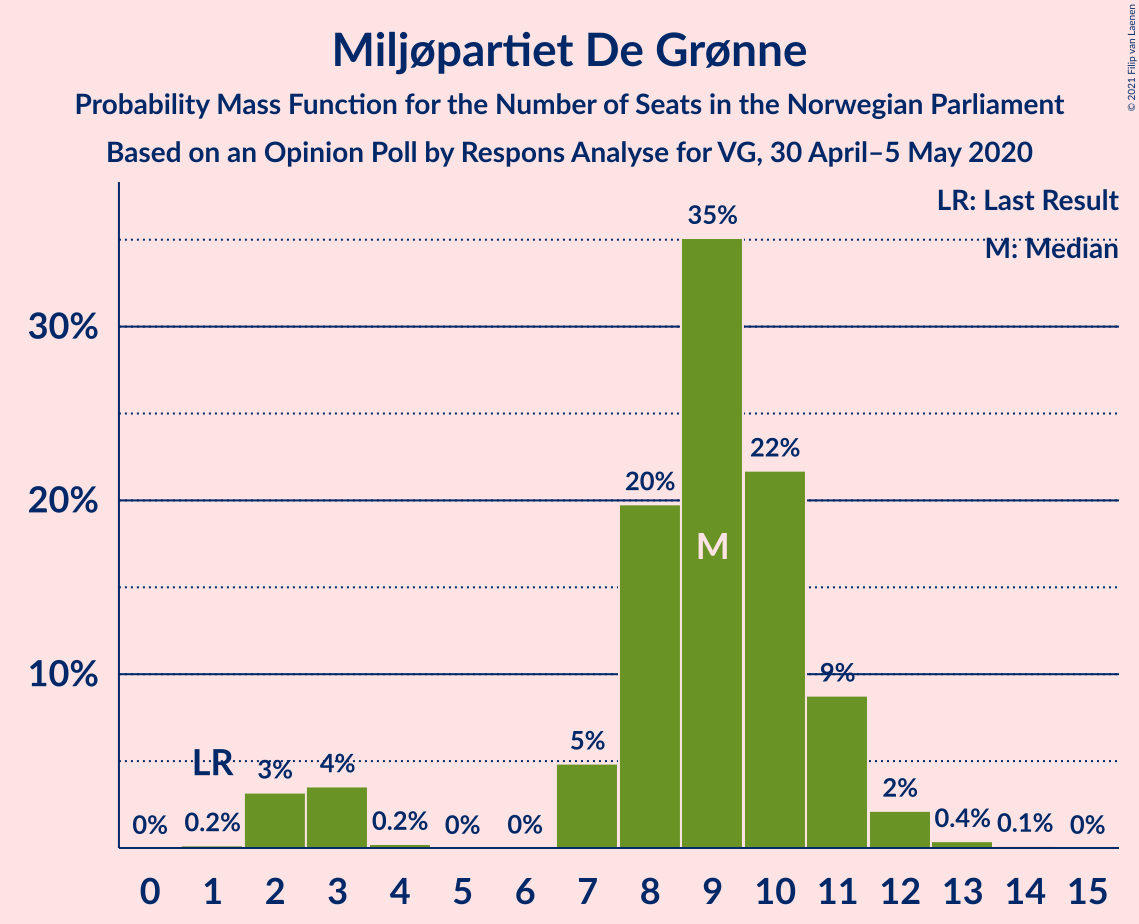 Miljøpartiet De Grønne
Probability Mass Function for the Number of Seats in the Norwegian Parliament
Based on an Opinion Poll by Respons Analyse for VG, 30 April–5 May 2020
© 2021 Filip van Laenen
LR: Last Result
M: Median
30%
20%
10%
0%
0.2%
LR
3%
4%
0.2%
0%
0%
5%
20%
35%
M
22%
9%
2%
0.4%
0.1%
0%
0 1 2 3 4 5 6 7 8 9 10 11 12 13 14 15